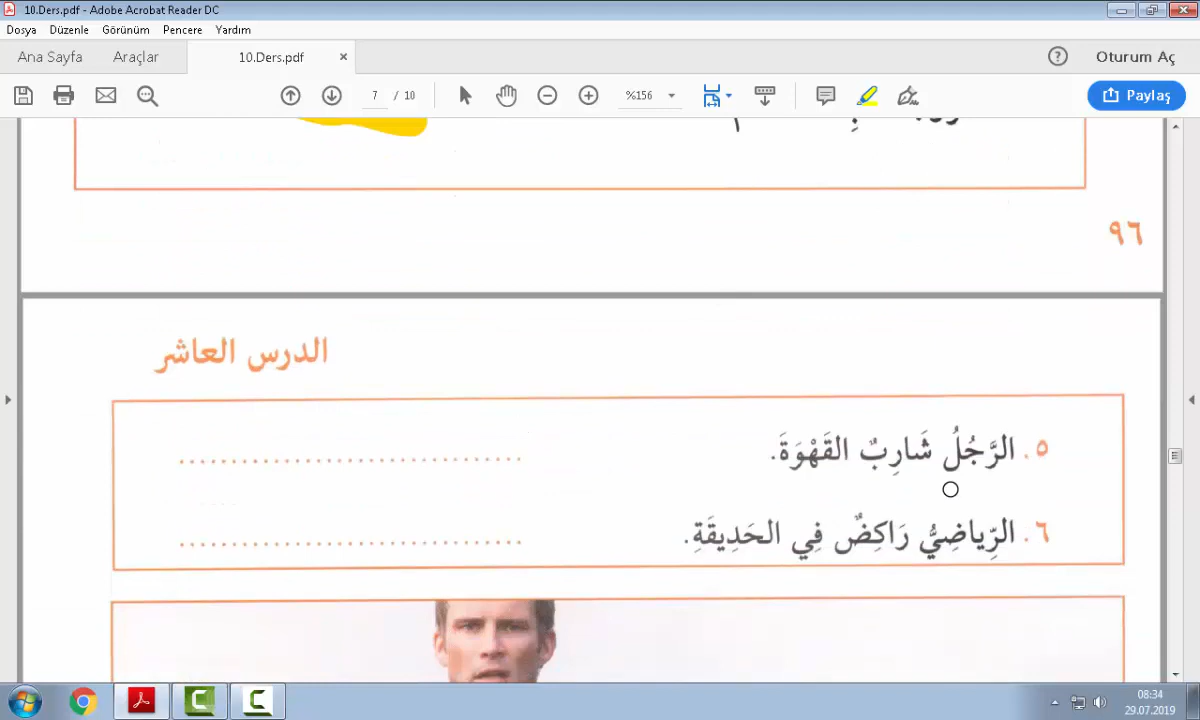 10.Ders.pdf - Adobe Acrobat Reader DC
Dosya Düzenle Görünüm Pencere Yardım
Ana Sayfa Araçlar 10.Ders.pdf × Oturum Aç
7 / 10 %156 Paylaş
٩٦
الدرس العاشر
٥. الرَّجُلُ شَارِبٌ القَهْوَةَ. ..............................
٦. الرِّياضِيُّ رَاكِضٌ فِي الحَدِيقَةِ. ..............................
08:34
29.07.2019